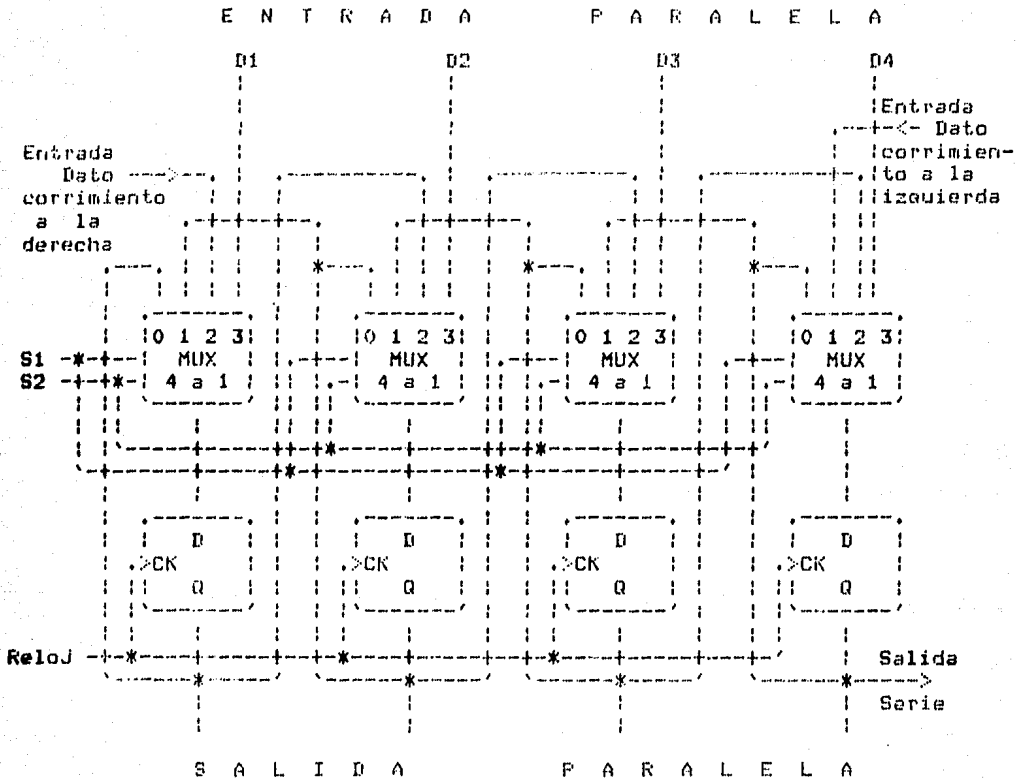 E N T R A D A P A R A L E L A
D1 D2 D3 D4
Entrada
Dato
corrimien-
to a la
izquierda
Entrada
Dato
corrimiento
a la
derecha
0 1 2 3 0 1 2 3 0 1 2 3 0 1 2 3
S1 MUX MUX MUX MUX
S2 4 a 1 4 a 1 4 a 1 4 a 1
D D D D
CK CK CK CK
Q Q Q Q
Reloj
Salida
Serie
S A L I D A P A R A L E L A